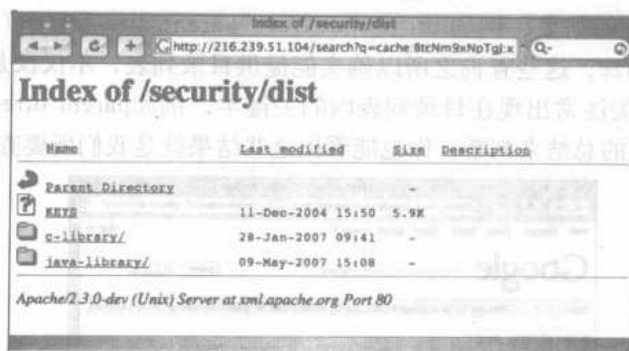 Index of /security/dist
http://216.239.51.104/search?q=cache:8tcNm9xNpTgJ:x
Index of /security/dist
Name Last modified Size Description
Parent Directory -
KEYS 11-Dec-2004 15:50 5.9K
c-library/ 28-Jan-2007 09:41 -
java-library/ 09-May-2007 15:08 -
Apache/2.3.0-dev (Unix) Server at xml.apache.org Port 80